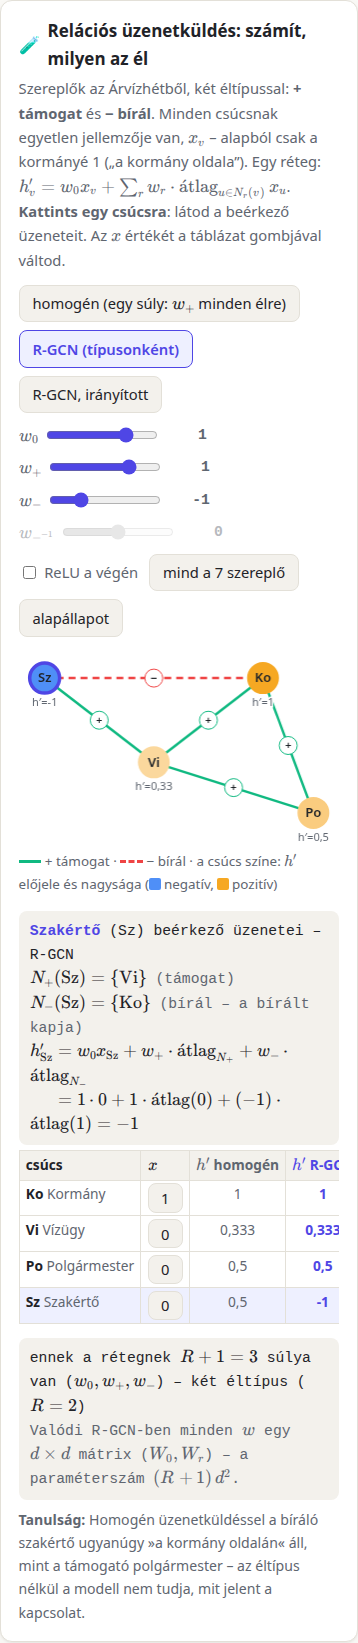 🧪 Relációs üzenetküldés: számít,
milyen az él
Szereplők az Árvízhétből, két éltípussal: +
támogat és − bírál. Minden csúcsnak
egyetlen jellemzője van, x_v – alapból csak a
kormányé 1 („a kormány oldala”). Egy réteg:
h′_v = w_0x_v + ∑_r w_r · átlag_{u∈N_r(v)} x_u.
Kattints egy csúcsra: látod a beérkező
üzeneteit. Az x értékét a táblázat gombjával
váltod.
homogén (egy súly: w_+ minden élre)
R-GCN (típusonként)
R-GCN, irányított
w_0 1
w_+ 1
w_− -1
w_{−^{-1}} 0
ReLU a végén mind a 7 szereplő
alapállapot
Sz − Ko
h′=-1 h′=1
+ + +
Vi
h′=0,33
+
Po
h′=0,5
+ támogat · − bírál · a csúcs színe: h′
előjele és nagysága (negatív, pozitív)
Szakértő (Sz) beérkező üzenetei –
R-GCN
N_+(Sz) = {Vi} (támogat)
N_−(Sz) = {Ko} (bírál – a bírált
kapja)
h′_Sz = w_0x_Sz + w_+ · átlag_{N_+} + w_− ·
átlag_{N_−}
= 1 · 0 + 1 · átlag(0) + (−1) ·
átlag(1) = −1
csúcs x h′ homogén h′ R-GC
Ko Kormány 1 1 1
Vi Vízügy 0 0,333 0,333
Po Polgármester 0 0,5 0,5
Sz Szakértő 0 0,5 -1
ennek a rétegnek R + 1 = 3 súlya
van (w_0, w_+, w_−) – két éltípus (
R = 2)
Valódi R-GCN-ben minden w egy
d × d mátrix (W_0, W_r) – a
paraméterszám (R + 1)d².
Tanulság: Homogén üzenetküldéssel a bíráló
szakértő ugyanúgy »a kormány oldalán« áll,
mint a támogató polgármester – az éltípus
nélkül a modell nem tudja, mit jelent a
kapcsolat.